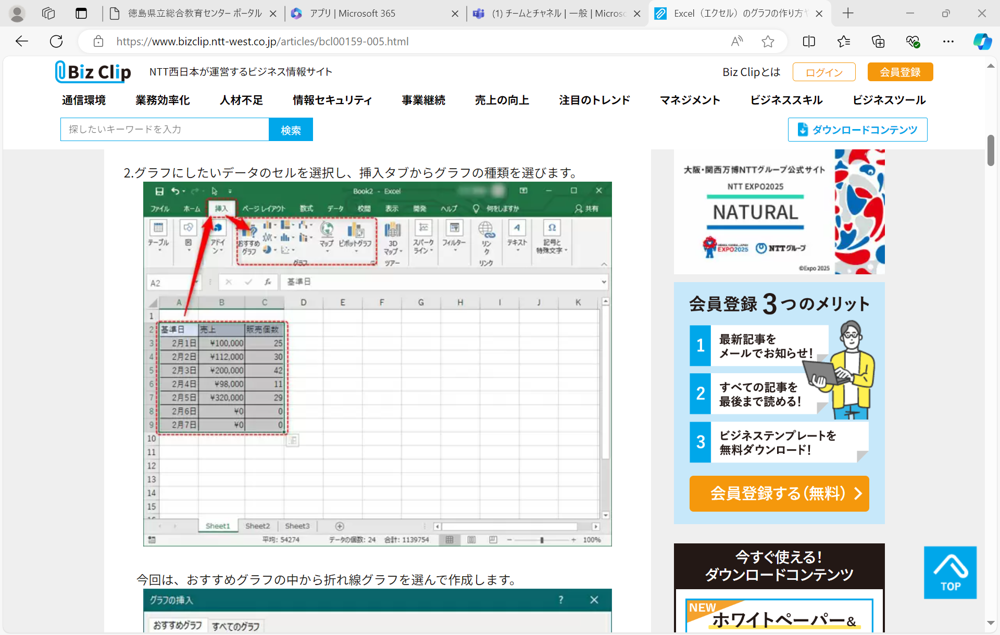 徳島県立総合教育センター ポータル
アプリ | Microsoft 365
(1) チームとチャネル | 一般 | Micros
Excel（エクセル）のグラフの作り方
https://www.bizclip.ntt-west.co.jp/articles/bcl00159-005.html
Biz Clip
NTT西日本が運営するビジネス情報サイト
Biz Clipとは
ログイン
会員登録
通信環境 業務効率化 人材不足 情報セキュリティ 事業継続 売上の向上 注目のトレンド マネジメント ビジネススキル ビジネスツール
探したいキーワードを入力
検索
ダウンロードコンテンツ
2.グラフにしたいデータのセルを選択し、挿入タブからグラフの種類を選びます。
Book2 - Excel
ファイル ホーム 挿入 ページ レイアウト 数式 データ 校閲 表示 開発 ヘルプ 何をしますか 共有
テーブル 図 アドイン おすすめグラフ マップ ピボットグラフ 3Dマップ スパークライン フィルター リンク テキスト 記号と特殊文字
グラフ ツアー リンク
A2 fx 基準日
A B C D E F G H I J K
1
2 基準日 売上 販売個数
3 2月1日 ¥100,000 25
4 2月2日 ¥112,000 30
5 2月3日 ¥200,000 42
6 2月4日 ¥98,000 11
7 2月5日 ¥320,000 29
8 2月6日 ¥0 0
9 2月7日 ¥0 0
10
11
12
13
14
15
Sheet1 Sheet2 Sheet3
平均: 54274 データの個数: 24 合計: 1139754 100%
今回は、おすすめグラフの中から折れ線グラフを選んで作成します。
グラフの挿入 ?
おすすめグラフ すべてのグラフ
大阪・関西万博NTTグループ公式サイト
NTT EXPO2025
NATURAL
OSAKA, KANSAI, JAPAN
EXPO2025
NTTグループ
©Expo 2025
会員登録 3つのメリット
1 最新記事を
メールでお知らせ!
2 すべての記事を
最後まで読める!
3 ビジネステンプレートを
無料ダウンロード!
会員登録する(無料)
今すぐ使える!
ダウンロードコンテンツ
NEW
ホワイトペーパー&
TOP